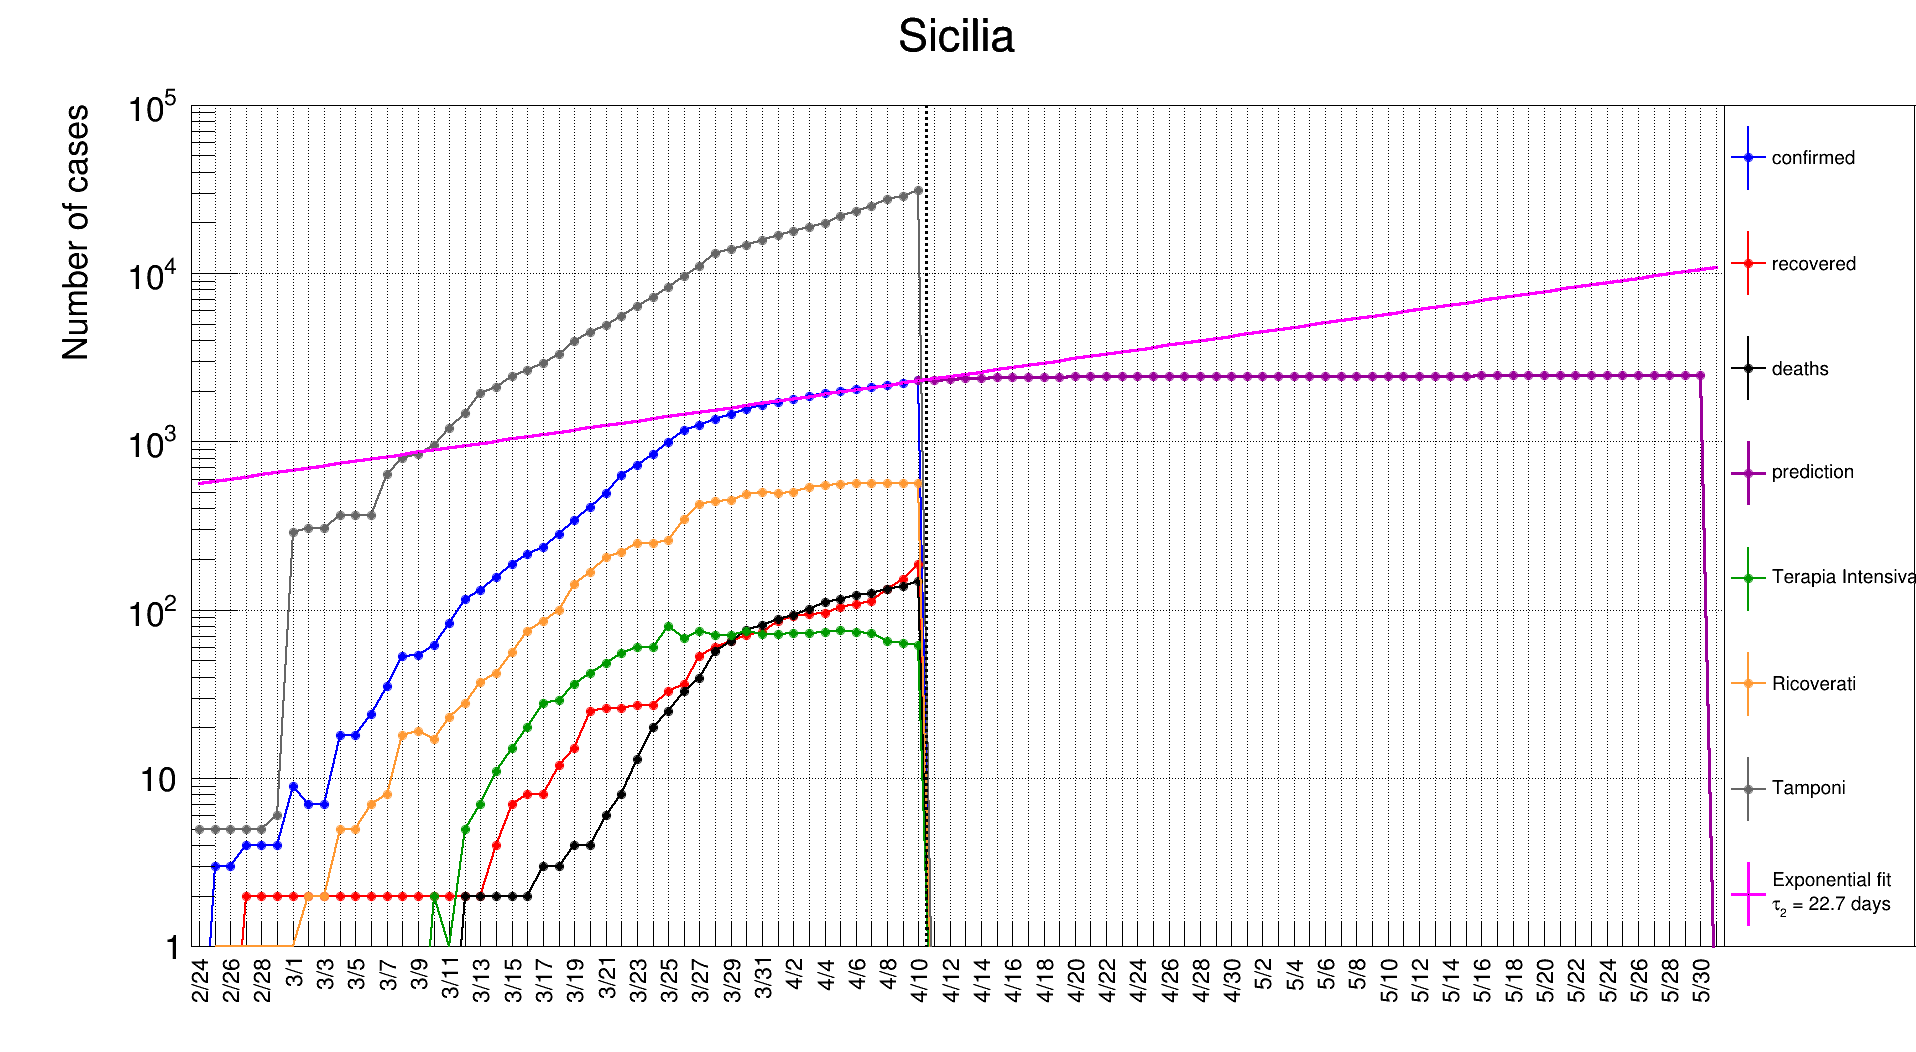 Sicilia
Number of cases
10^5
10^4
10^3
10^2
10
1
2/24 2/26 2/28 3/1 3/3 3/5 3/7 3/9 3/11 3/13 3/15 3/17 3/19 3/21 3/23 3/25 3/27 3/29 3/31 4/2 4/4 4/6 4/8 4/10 4/12 4/14 4/16 4/18 4/20 4/22 4/24 4/26 4/28 4/30 5/2 5/4 5/6 5/8 5/10 5/12 5/14 5/16 5/18 5/20 5/22 5/24 5/26 5/28 5/30
confirmed
recovered
deaths
prediction
Terapia Intensiva
Ricoverati
Tamponi
Exponential fit
τ₂ = 22.7 days